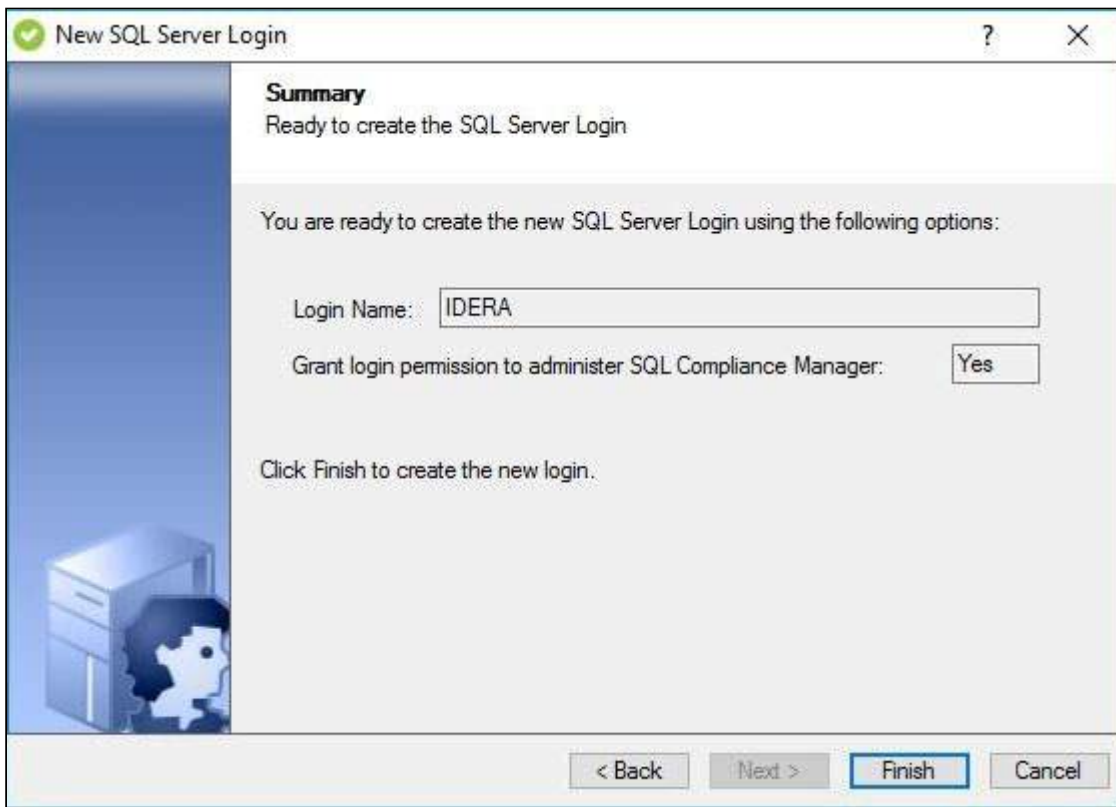 New SQL Server Login
?
Summary
Ready to create the SQL Server Login
You are ready to create the new SQL Server Login using the following options:
Login Name: IDERA
Grant login permission to administer SQL Compliance Manager: Yes
Click Finish to create the new login.
< Back Next > Finish Cancel